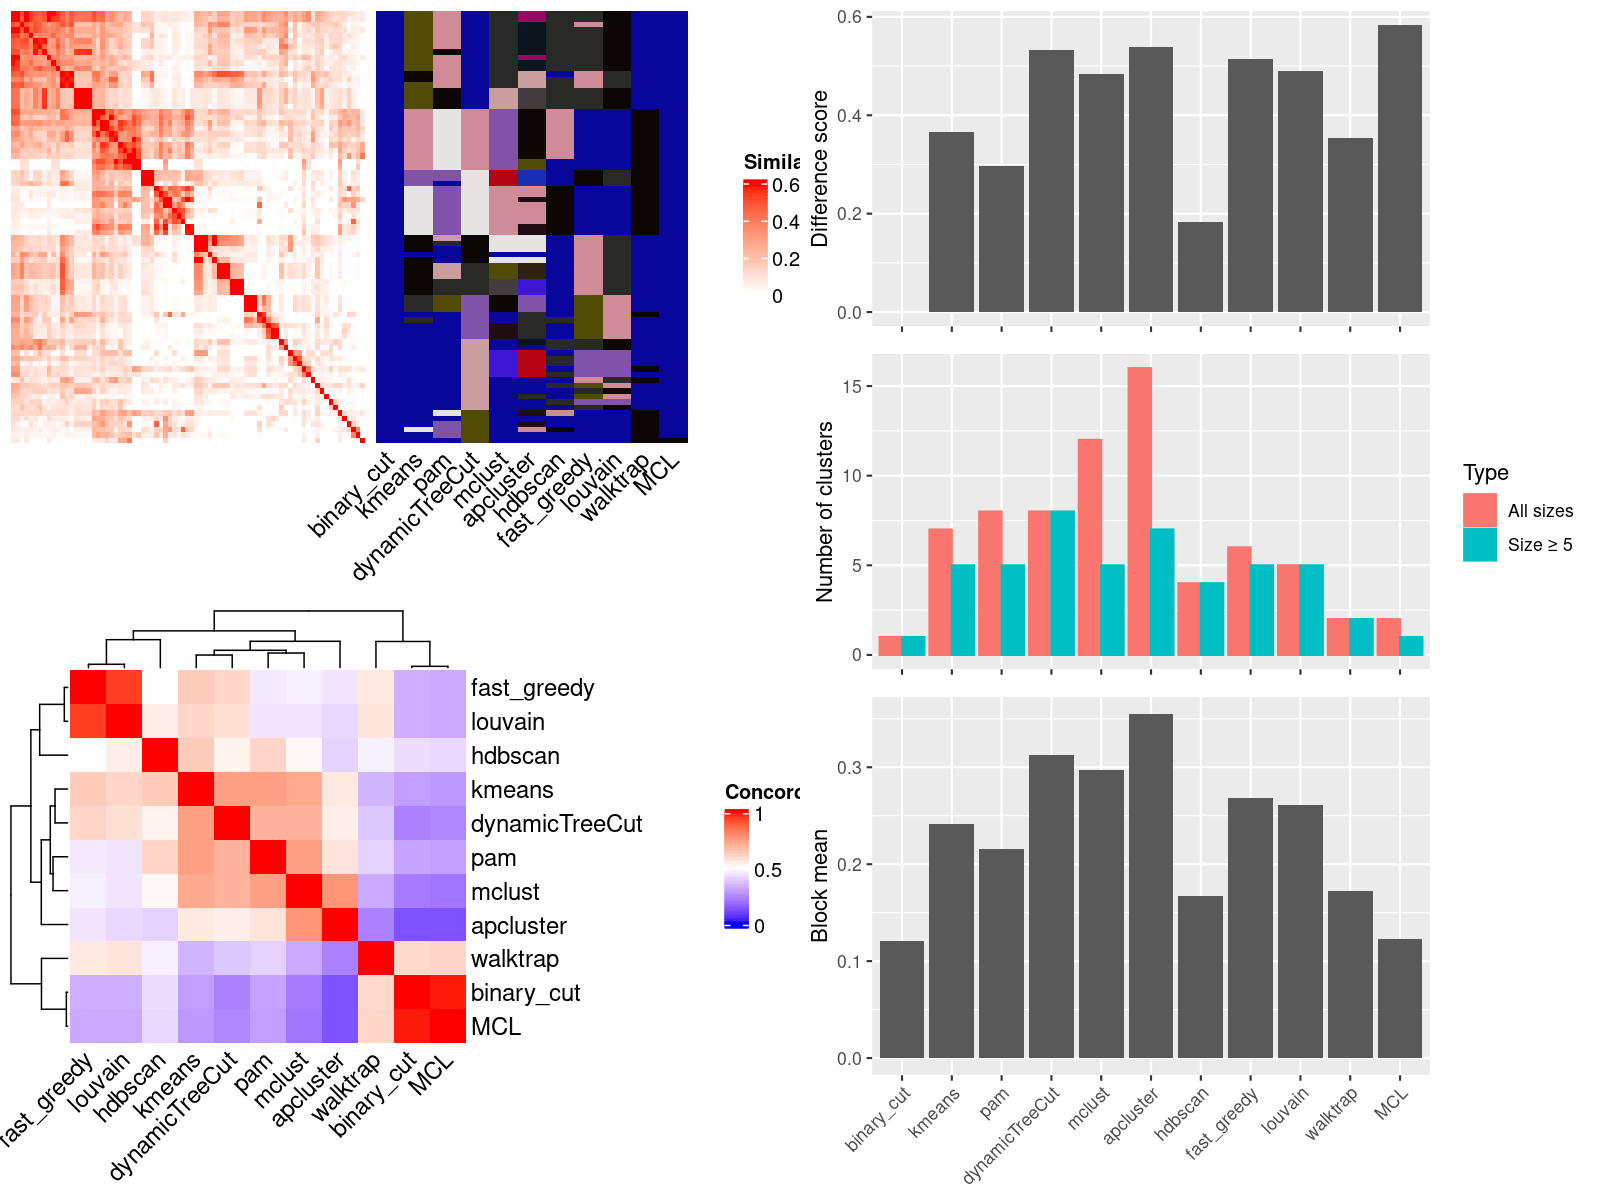 Simila
0.6
0.4
0.2
0
binary_cut
kmeans
pam
dynamicTreeCut
mclust
apcluster
hdbscan
fast_greedy
louvain
walktrap
MCL
Difference score
0.6
0.4
0.2
0.0
Number of clusters
15
10
5
0
Type
All sizes
Size ≥ 5
fast_greedy
louvain
hdbscan
kmeans
dynamicTreeCut
pam
mclust
apcluster
walktrap
binary_cut
MCL
fast_greedy
louvain
hdbscan
kmeans
dynamicTreeCut
pam
mclust
apcluster
walktrap
binary_cut
MCL
Concord
1
0.5
0
Block mean
0.3
0.2
0.1
0.0
binary_cut
kmeans
pam
dynamicTreeCut
mclust
apcluster
hdbscan
fast_greedy
louvain
walktrap
MCL